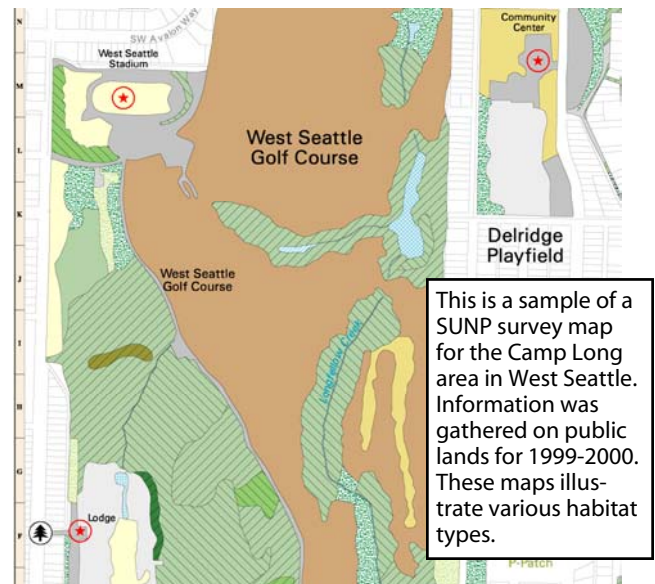 N
SW Avalon Way
Community
Center
West Seattle
Stadium
M
West Seattle
Golf Course
L
K
Delridge
Playfield
West Seattle
Golf Course
J
This is a sample of a
SUNP survey map
for the Camp Long
area in West Seattle.
Information was
gathered on public
lands for 1999-2000.
These maps illus-
trate various habitat
types.
I
Longfellow Creek
H
G
Lodge
F
P-Patch